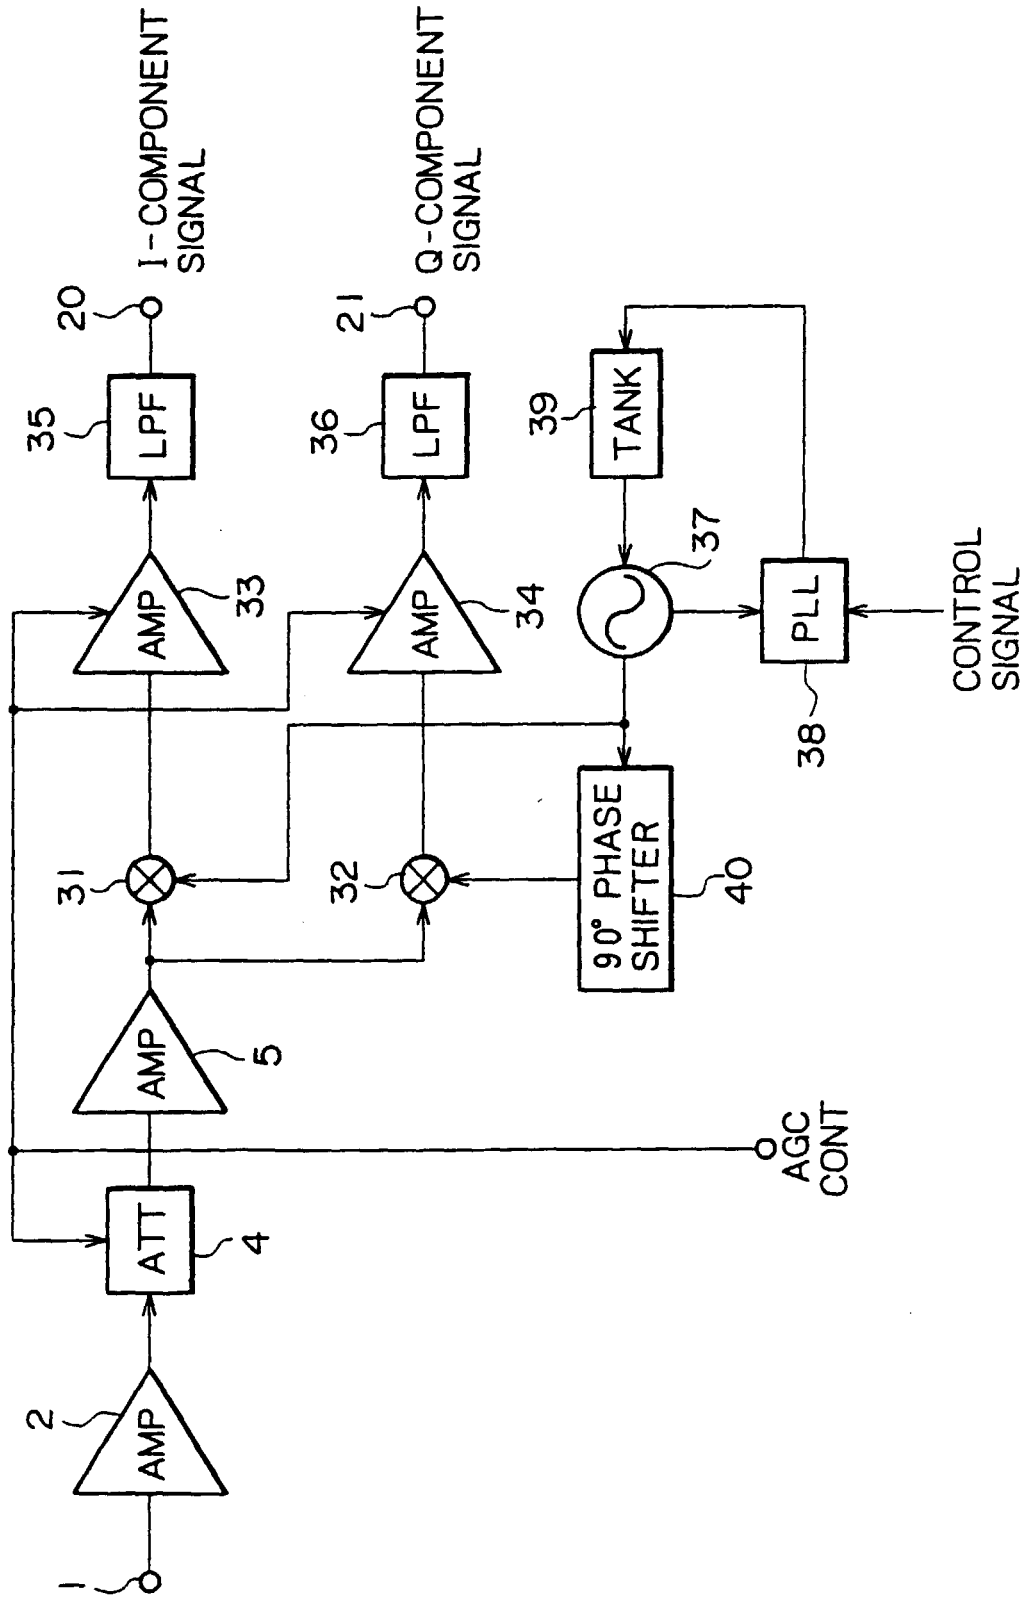 1
2
AMP
ATT
4
AMP
5
31
AMP
33
35
LPF
20
I-COMPONENT
SIGNAL
32
AMP
34
36
LPF
21
Q-COMPONENT
SIGNAL
90° PHASE
SHIFTER
40
37
39
TANK
38
PLL
CONTROL
SIGNAL
AGC
CONT